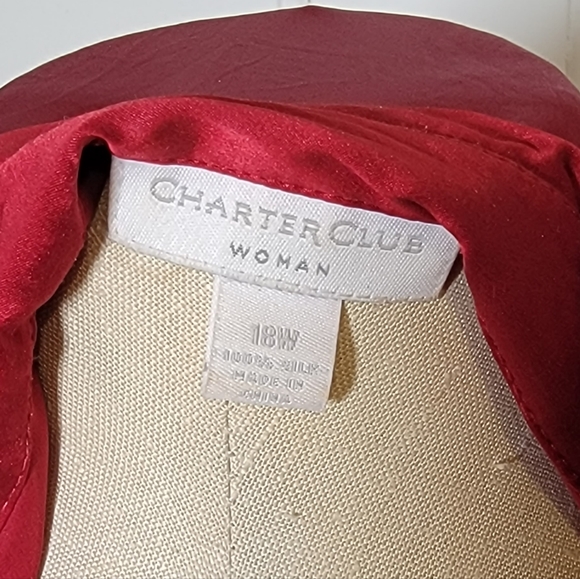 CHARTER CLUB
WOMAN
18W
100% SILK
MADE IN
CHINA